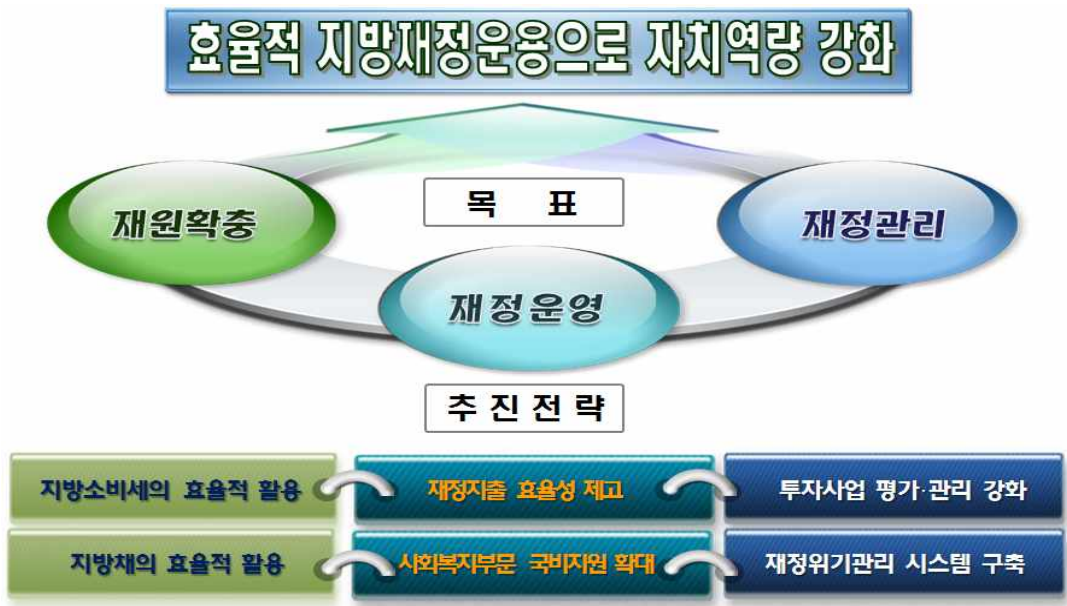 효율적 지방재정운용으로 자치역량 강화
목 표
재원확충
재정관리
재정운영
추진전략
지방소비세의 효율적 활용
재정지출 효율성 제고
투자사업 평가·관리 강화
지방채의 효율적 활용
사회복지부문 국비지원 확대
재정위기관리 시스템 구축